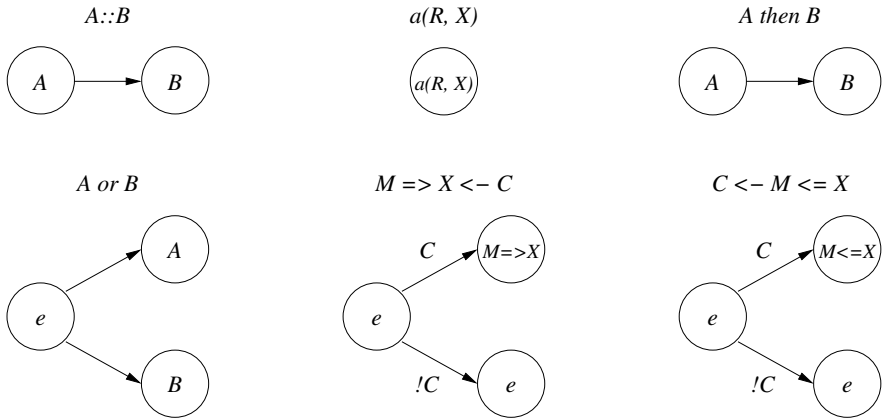 A::B
a(R, X)
A then B
A
B
a(R, X)
A
B
A or B
M => X <− C
C <− M <= X
A
C
M=>X
C
M<=X
e
e
e
B
!C
e
!C
e